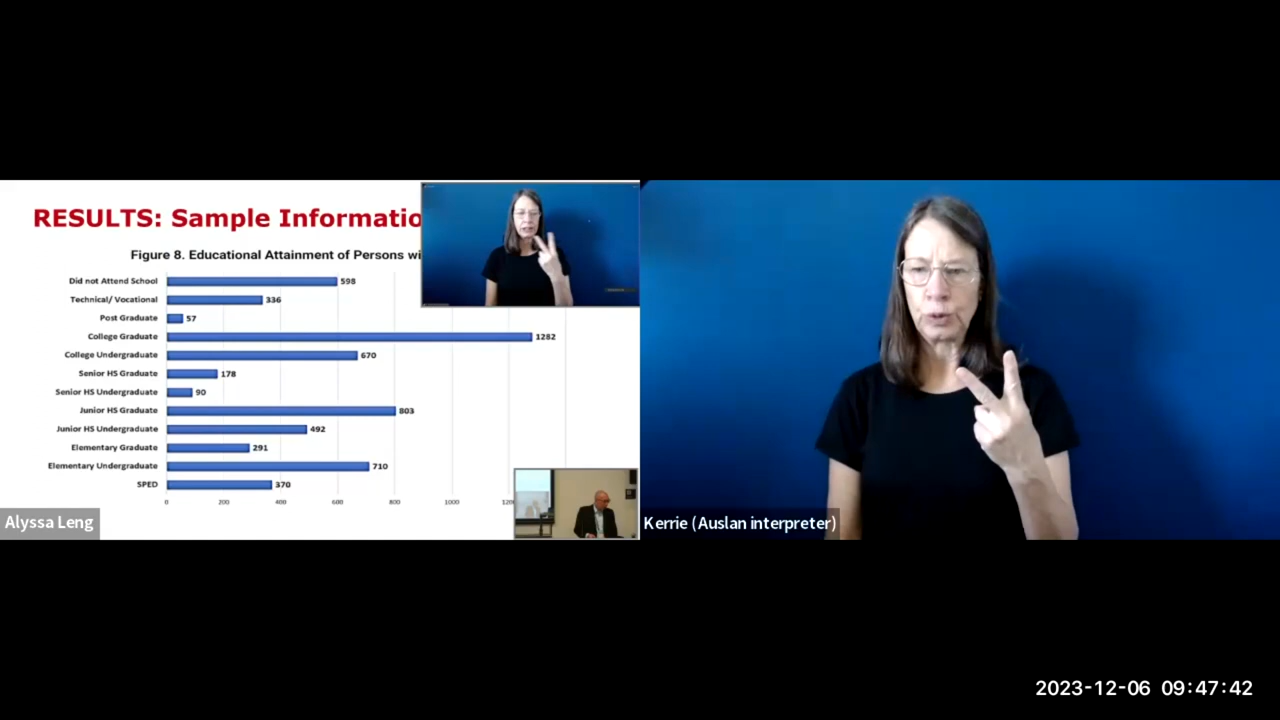 RESULTS: Sample Informatio
Figure 8. Educational Attainment of Persons wi
Did not Attend School 598
Technical/ Vocational 336
Post Graduate 57
College Graduate 1282
College Undergraduate 670
Senior HS Graduate 178
Senior HS Undergraduate 90
Junior HS Graduate 803
Junior HS Undergraduate 492
Elementary Graduate 291
Elementary Undergraduate 710
SPED 370
0 200 400 600 800 1000 120
Alyssa Leng
Kerrie (Auslan interpreter)
2023-12-06 09:47:42